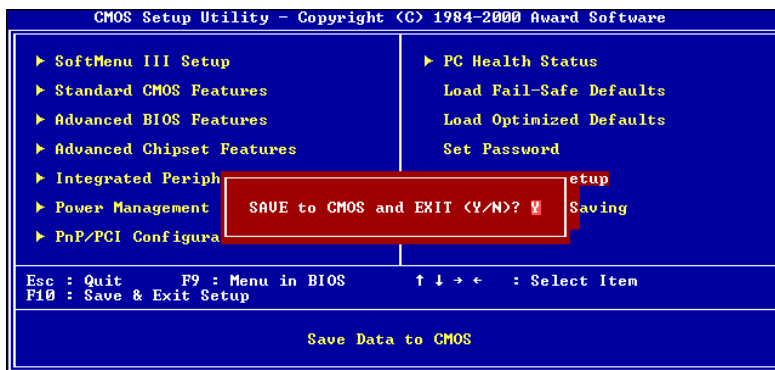 CMOS Setup Utility - Copyright (C) 1984-2000 Award Software
SoftMenu III Setup
Standard CMOS Features
Advanced BIOS Features
Advanced Chipset Features
Integrated Periph
Power Management
PnP/PCI Configura
PC Health Status
Load Fail-Safe Defaults
Load Optimized Defaults
Set Password
etup
Saving
SAVE to CMOS and EXIT (Y/N)? Y
Esc : Quit F9 : Menu in BIOS ↑ ↓ → ← : Select Item
F10 : Save & Exit Setup
Save Data to CMOS